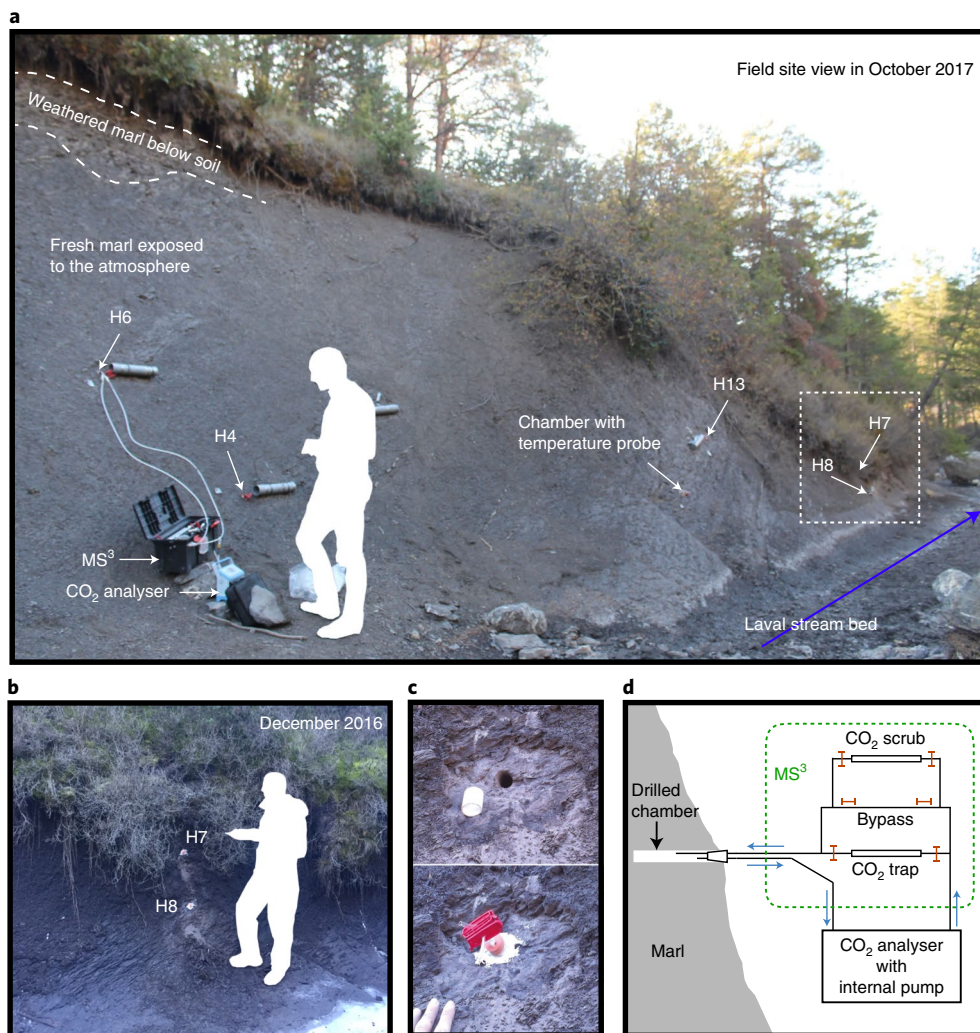 a
Field site view in October 2017
Weathered marl below soil
Fresh marl exposed
to the atmosphere
H6
H4
H13
Chamber with
temperature probe
H7
H8
MS³
CO₂ analyser
Laval stream bed
b
December 2016
H7
H8
c
d
CO₂ scrub
MS³
Drilled
chamber
Bypass
CO₂ trap
Marl
CO₂ analyser
with
internal pump